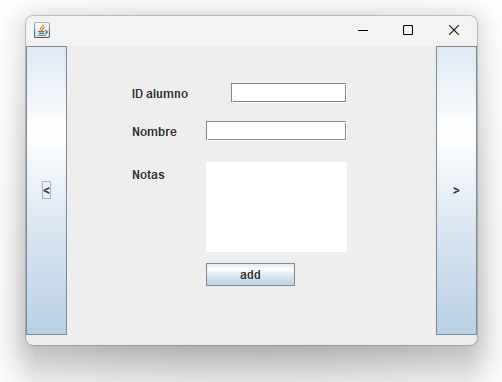 ID alumno
Nombre
Notas
<
>
add